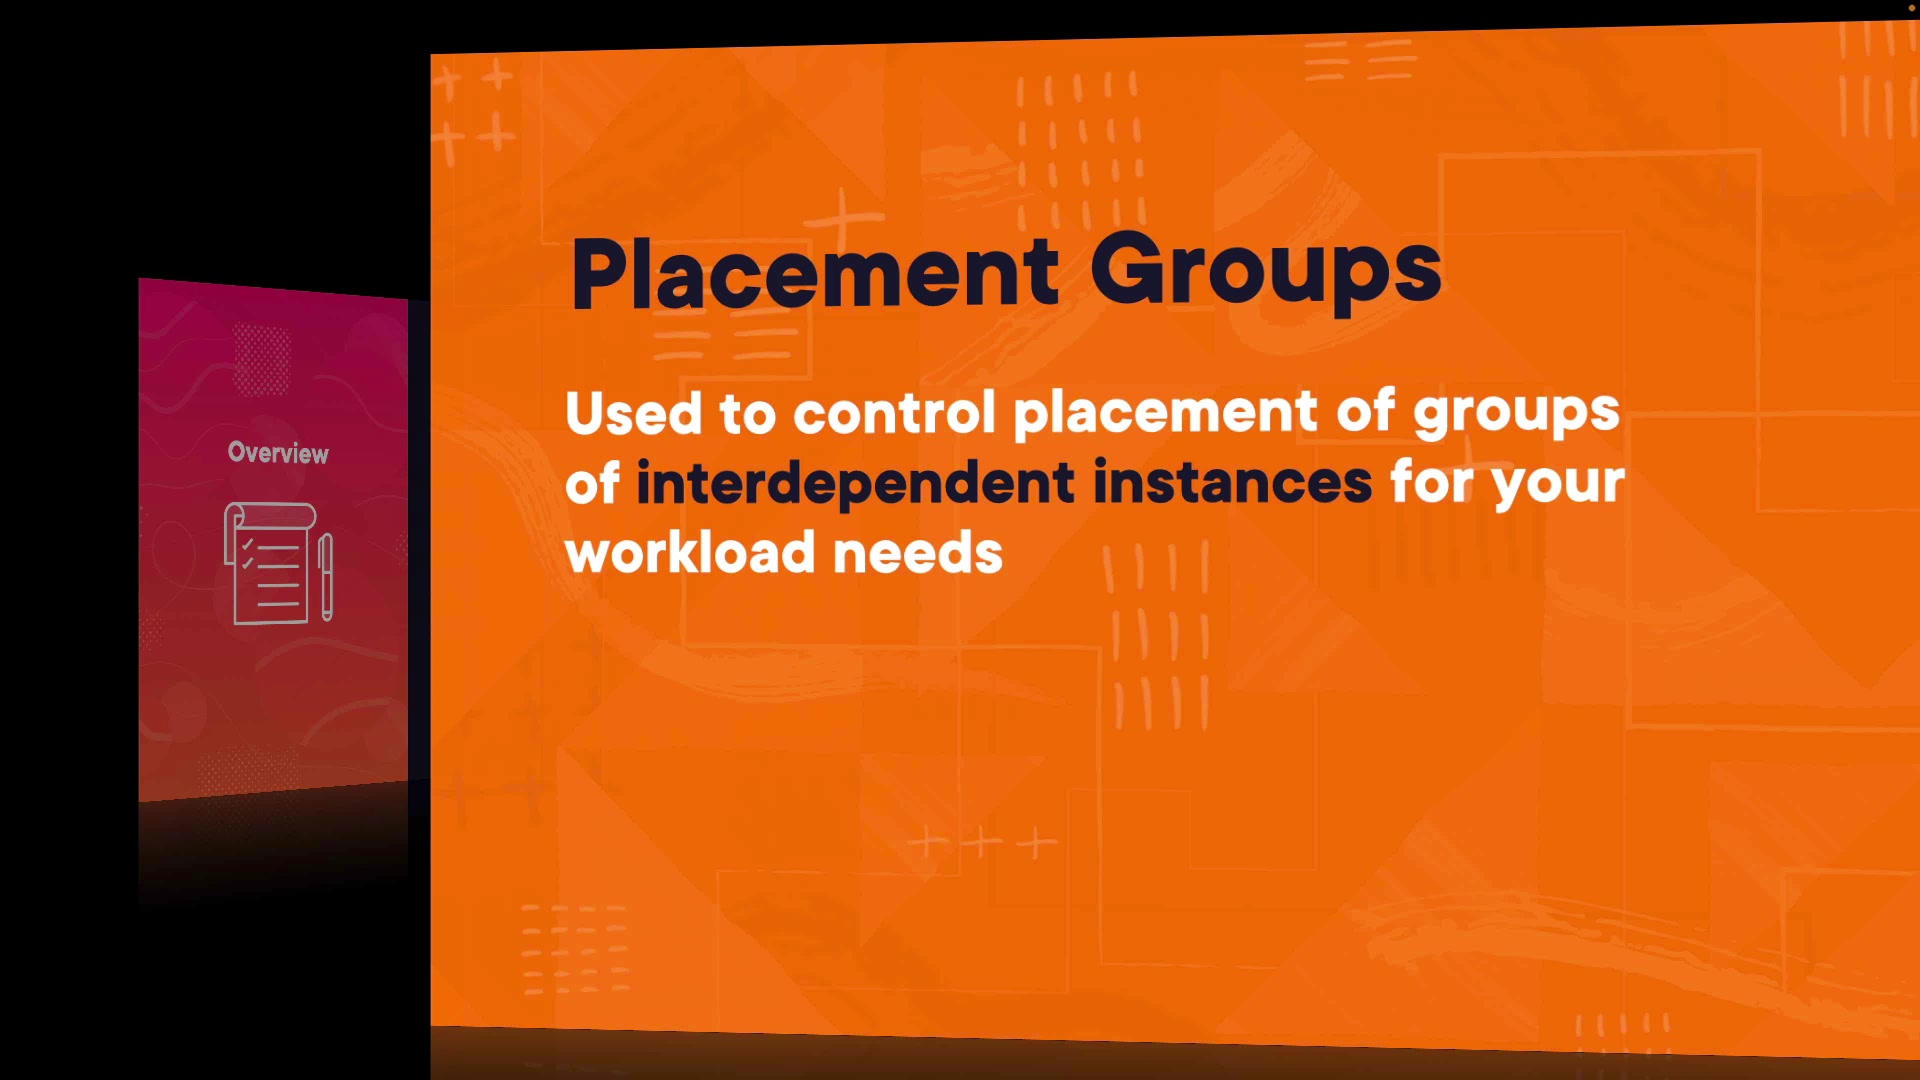 Overview
Placement Groups
Used to control placement of groups
of interdependent instances for your
workload needs